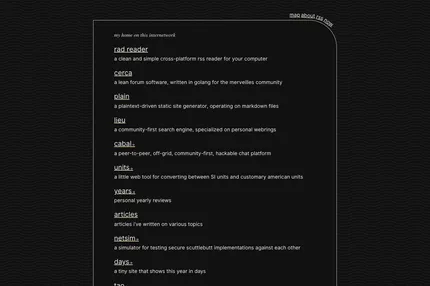 map about rss now
my home on this internetwork
rad reader
a clean and simple cross-platform rss reader for your computer
cerca
a lean forum software, written in golang for the merveilles community
plain
a plaintext-driven static site generator, operating on markdown files
lieu
a community-first search engine, specialized on personal webrings
cabal
a peer-to-peer, off-grid, community-first, hackable chat platform
units
a little web tool for converting between SI units and customary american units
years
personal yearly reviews
articles
articles i've written on various topics
netsim
a simulator for testing secure scuttlebutt implementations against each other
days
a tiny site that shows this year in days